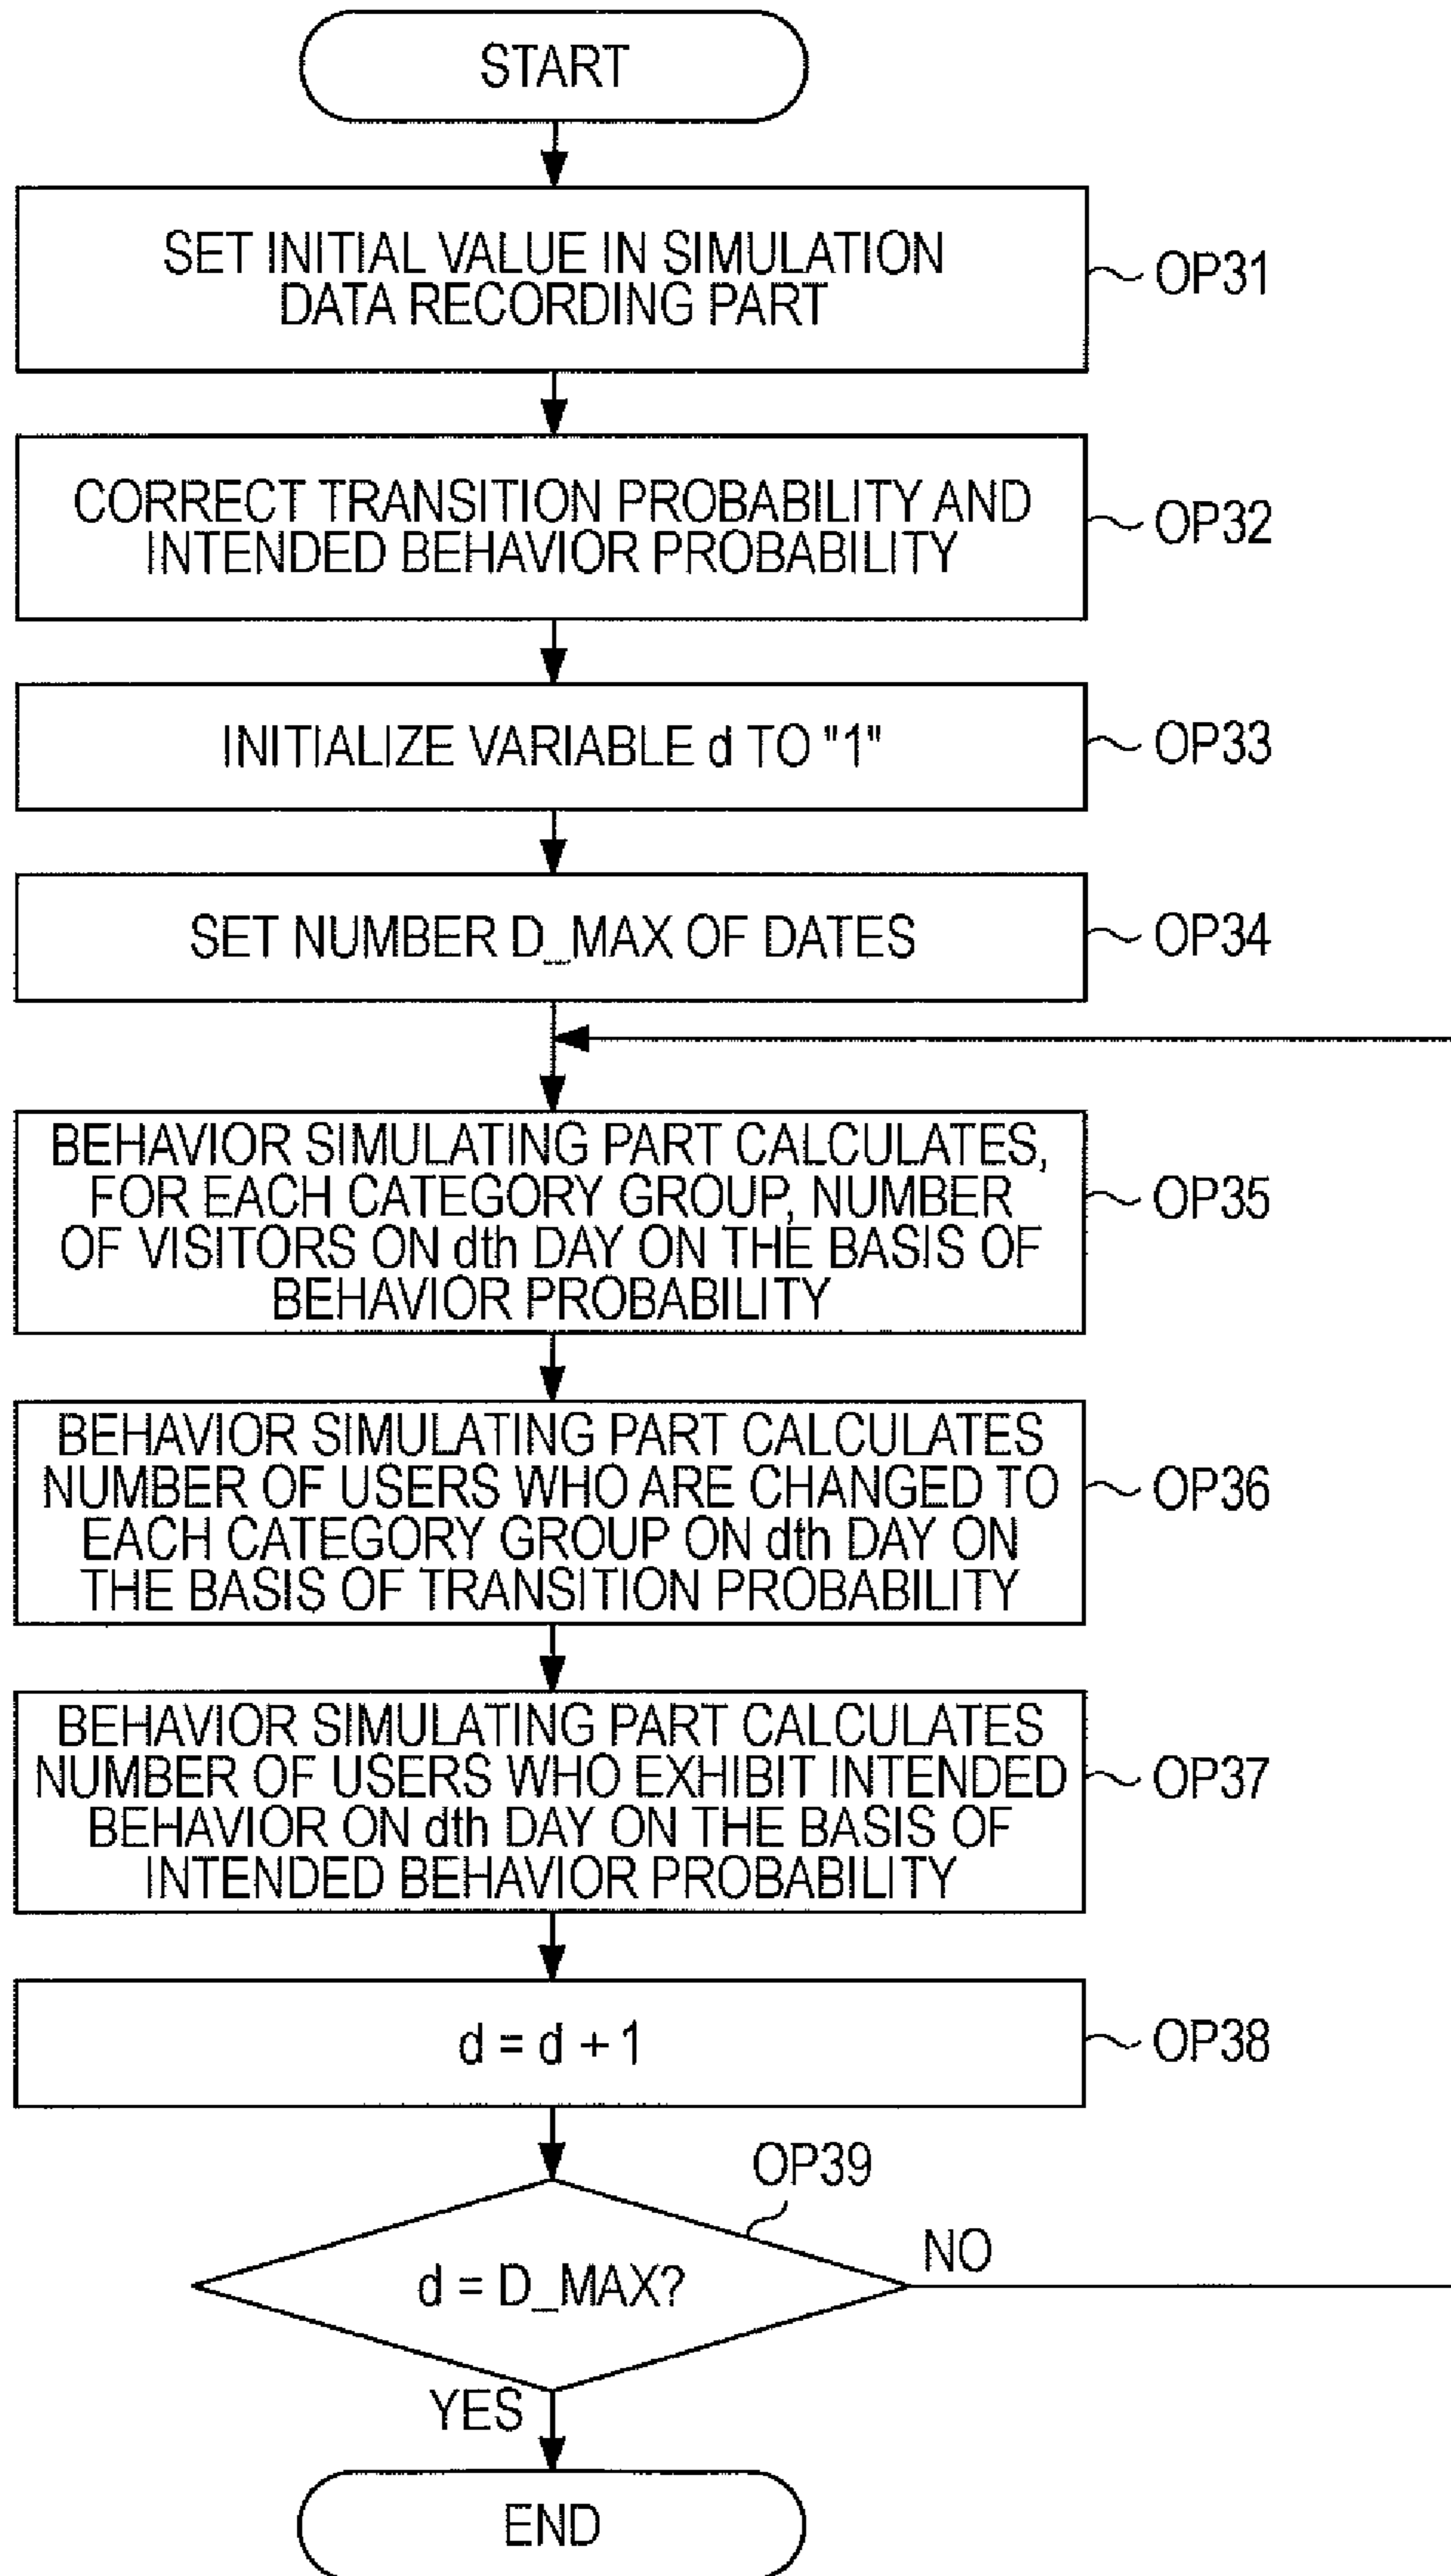 START
SET INITIAL VALUE IN SIMULATION
DATA RECORDING PART
OP31
CORRECT TRANSITION PROBABILITY AND
INTENDED BEHAVIOR PROBABILITY
OP32
INITIALIZE VARIABLE d TO "1"
OP33
SET NUMBER D_MAX OF DATES
OP34
BEHAVIOR SIMULATING PART CALCULATES,
FOR EACH CATEGORY GROUP, NUMBER
OF VISITORS ON dth DAY ON THE BASIS OF
BEHAVIOR PROBABILITY
OP35
BEHAVIOR SIMULATING PART CALCULATES
NUMBER OF USERS WHO ARE CHANGED TO
EACH CATEGORY GROUP ON dth DAY ON
THE BASIS OF TRANSITION PROBABILITY
OP36
BEHAVIOR SIMULATING PART CALCULATES
NUMBER OF USERS WHO EXHIBIT INTENDED
BEHAVIOR ON dth DAY ON THE BASIS OF
INTENDED BEHAVIOR PROBABILITY
OP37
d = d + 1
OP38
OP39
d = D_MAX?
NO
YES
END